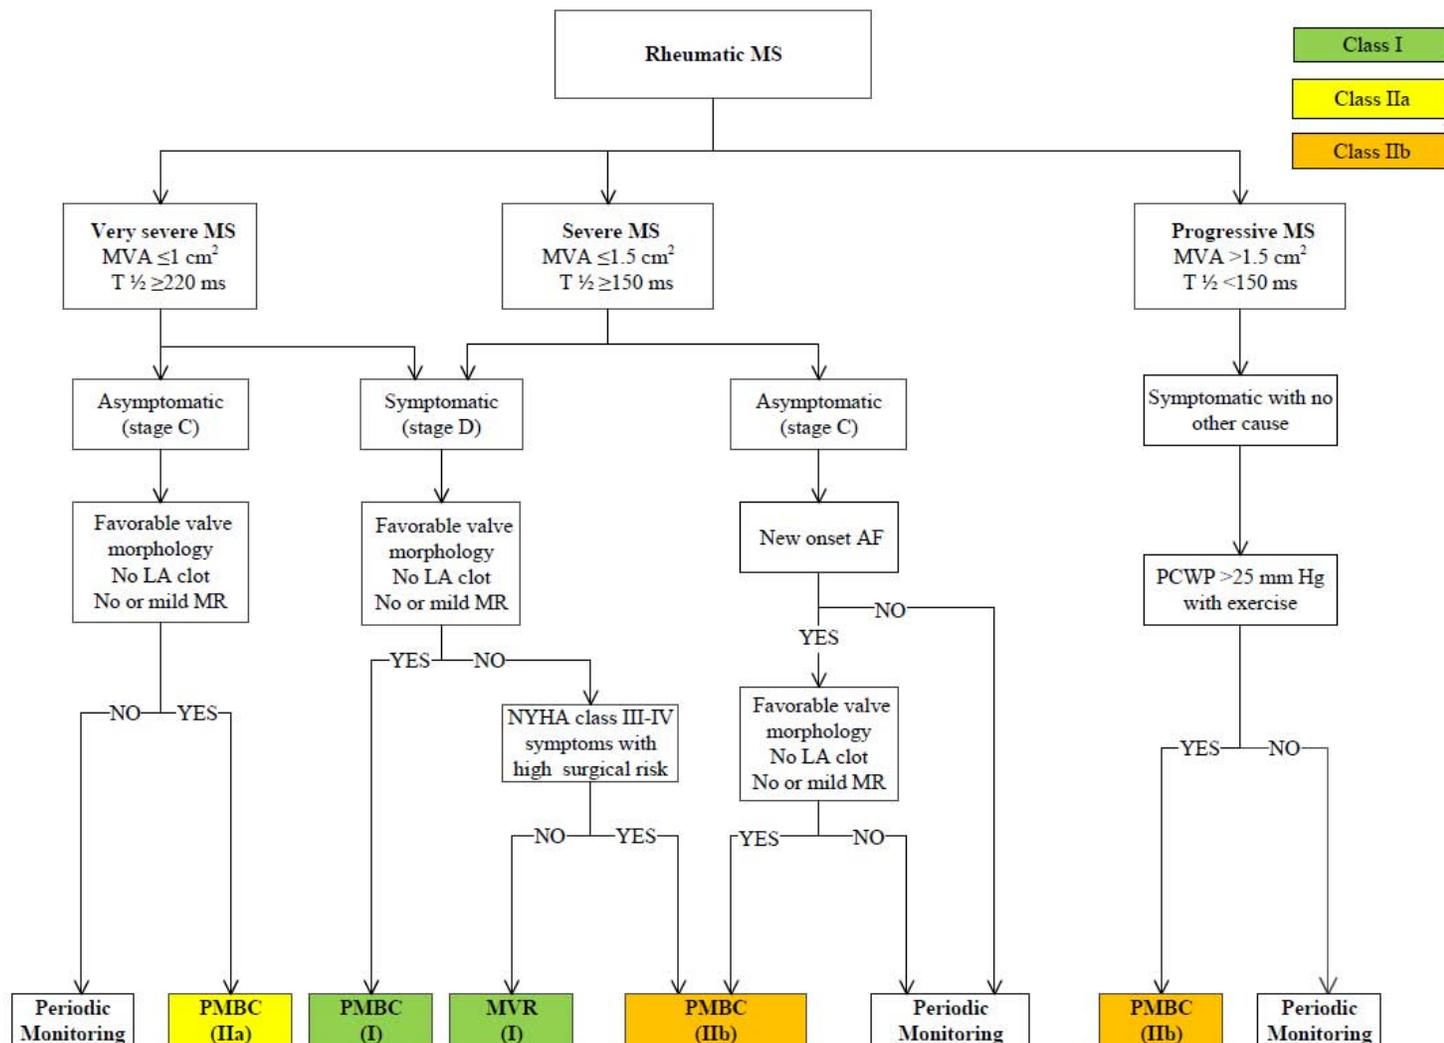 Rheumatic MS
Class I
Class IIa
Class IIb
Very severe MS
MVA ≤1 cm²
T ½ ≥220 ms
Severe MS
MVA ≤1.5 cm²
T ½ ≥150 ms
Progressive MS
MVA >1.5 cm²
T ½ <150 ms
Asymptomatic
(stage C)
Symptomatic
(stage D)
Asymptomatic
(stage C)
Symptomatic with no
other cause
Favorable valve
morphology
No LA clot
No or mild MR
Favorable valve
morphology
No LA clot
No or mild MR
New onset AF
PCWP >25 mm Hg
with exercise
NO
YES
YES
NO
NYHA class III-IV
symptoms with
high surgical risk
Favorable valve
morphology
No LA clot
No or mild MR
NO
YES
YES
NO
YES
NO
YES
NO
Periodic
Monitoring
PMBC
(IIa)
PMBC
(I)
MVR
(I)
PMBC
(IIb)
Periodic
Monitoring
PMBC
(IIb)
Periodic
Monitoring